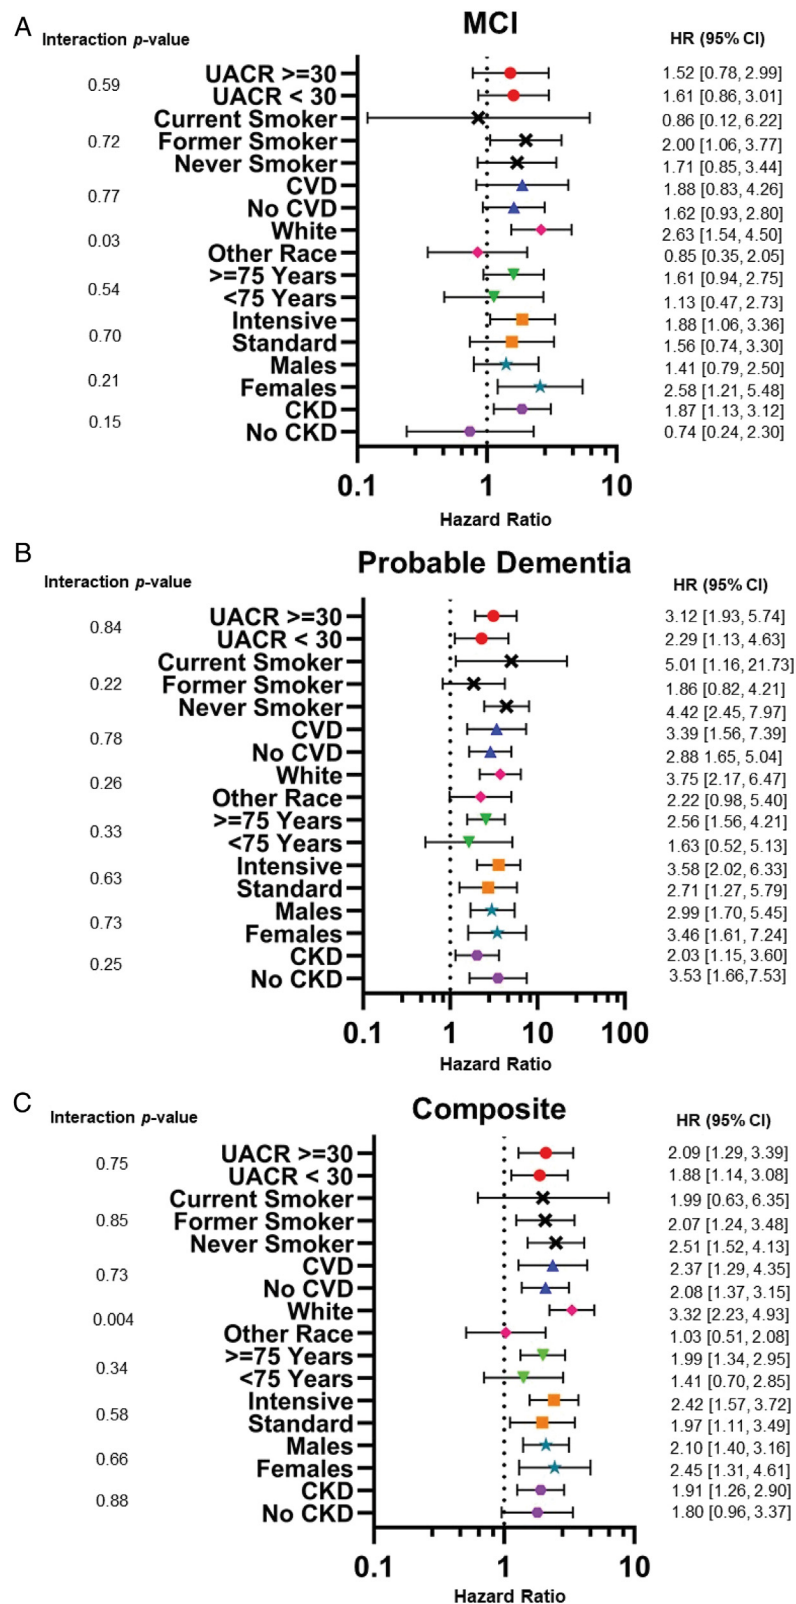 A
MCI
Interaction p-value
HR (95% CI)
UACR >=30 1.52 [0.78, 2.99]
0.59
UACR < 30 1.61 [0.86, 3.01]
Current Smoker 0.86 [0.12, 6.22]
0.72 Former Smoker 2.00 [1.06, 3.77]
Never Smoker 1.71 [0.85, 3.44]
CVD 1.88 [0.83, 4.26]
0.77
No CVD 1.62 [0.93, 2.80]
White 2.63 [1.54, 4.50]
0.03
Other Race 0.85 [0.35, 2.05]
>=75 Years 1.61 [0.94, 2.75]
0.54
<75 Years 1.13 [0.47, 2.73]
Intensive 1.88 [1.06, 3.36]
0.70
Standard 1.56 [0.74, 3.30]
Males 1.41 [0.79, 2.50]
0.21
Females 2.58 [1.21, 5.48]
CKD 1.87 [1.13, 3.12]
0.15
No CKD 0.74 [0.24, 2.30]
0.1 1 10
Hazard Ratio
B
Probable Dementia
Interaction p-value
HR (95% CI)
UACR >=30 3.12 [1.93, 5.74]
0.84
UACR < 30 2.29 [1.13, 4.63]
Current Smoker 5.01 [1.16, 21.73]
0.22 Former Smoker 1.86 [0.82, 4.21]
Never Smoker 4.42 [2.45, 7.97]
CVD 3.39 [1.56, 7.39]
0.78
No CVD 2.88 1.65, 5.04]
White 3.75 [2.17, 6.47]
0.26
Other Race 2.22 [0.98, 5.40]
>=75 Years 2.56 [1.56, 4.21]
0.33
<75 Years 1.63 [0.52, 5.13]
Intensive 3.58 [2.02, 6.33]
0.63
Standard 2.71 [1.27, 5.79]
Males 2.99 [1.70, 5.45]
0.73
Females 3.46 [1.61, 7.24]
CKD 2.03 [1.15, 3.60]
0.25
No CKD 3.53 [1.66,7.53]
0.1 1 10 100
Hazard Ratio
C
Composite
Interaction p-value
HR (95% CI)
UACR >=30 2.09 [1.29, 3.39]
0.75
UACR < 30 1.88 [1.14, 3.08]
Current Smoker 1.99 [0.63, 6.35]
0.85 Former Smoker 2.07 [1.24, 3.48]
Never Smoker 2.51 [1.52, 4.13]
CVD 2.37 [1.29, 4.35]
0.73
No CVD 2.08 [1.37, 3.15]
White 3.32 [2.23, 4.93]
0.004
Other Race 1.03 [0.51, 2.08]
>=75 Years 1.99 [1.34, 2.95]
0.34
<75 Years 1.41 [0.70, 2.85]
Intensive 2.42 [1.57, 3.72]
0.58
Standard 1.97 [1.11, 3.49]
Males 2.10 [1.40, 3.16]
0.66
Females 2.45 [1.31, 4.61]
CKD 1.91 [1.26, 2.90]
0.88
No CKD 1.80 [0.96, 3.37]
0.1 1 10
Hazard Ratio